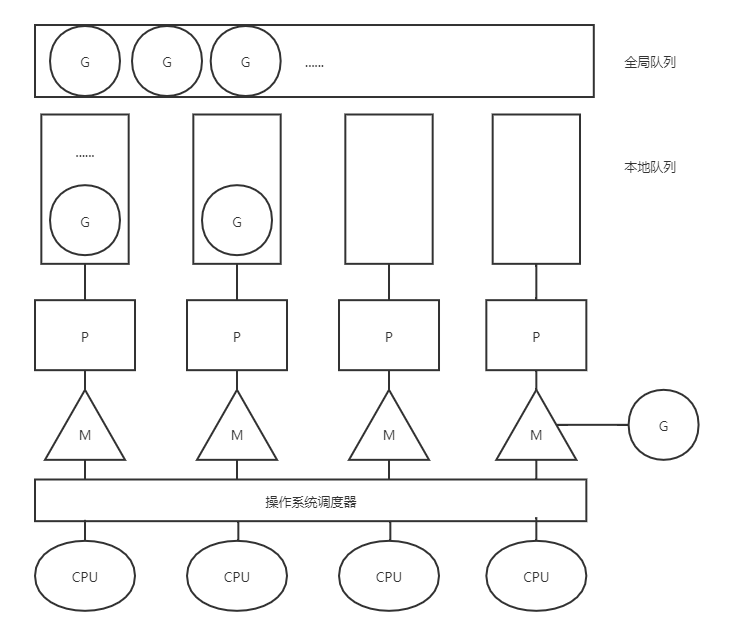 G G G ...... 全局队列
...... 本地队列
G G
P P P P
M M M M G
操作系统调度器
CPU CPU CPU CPU